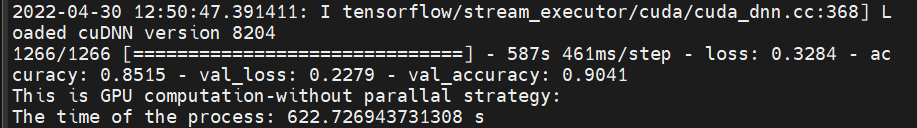 2022-04-30 12:50:47.391411: I tensorflow/stream_executor/cuda/cuda_dnn.cc:368] L
oaded cuDNN version 8204
1266/1266 [==============================] - 587s 461ms/step - loss: 0.3284 - ac
curacy: 0.8515 - val_loss: 0.2279 - val_accuracy: 0.9041
This is GPU computation-without parallal strategy:
The time of the process: 622.726943731308 s